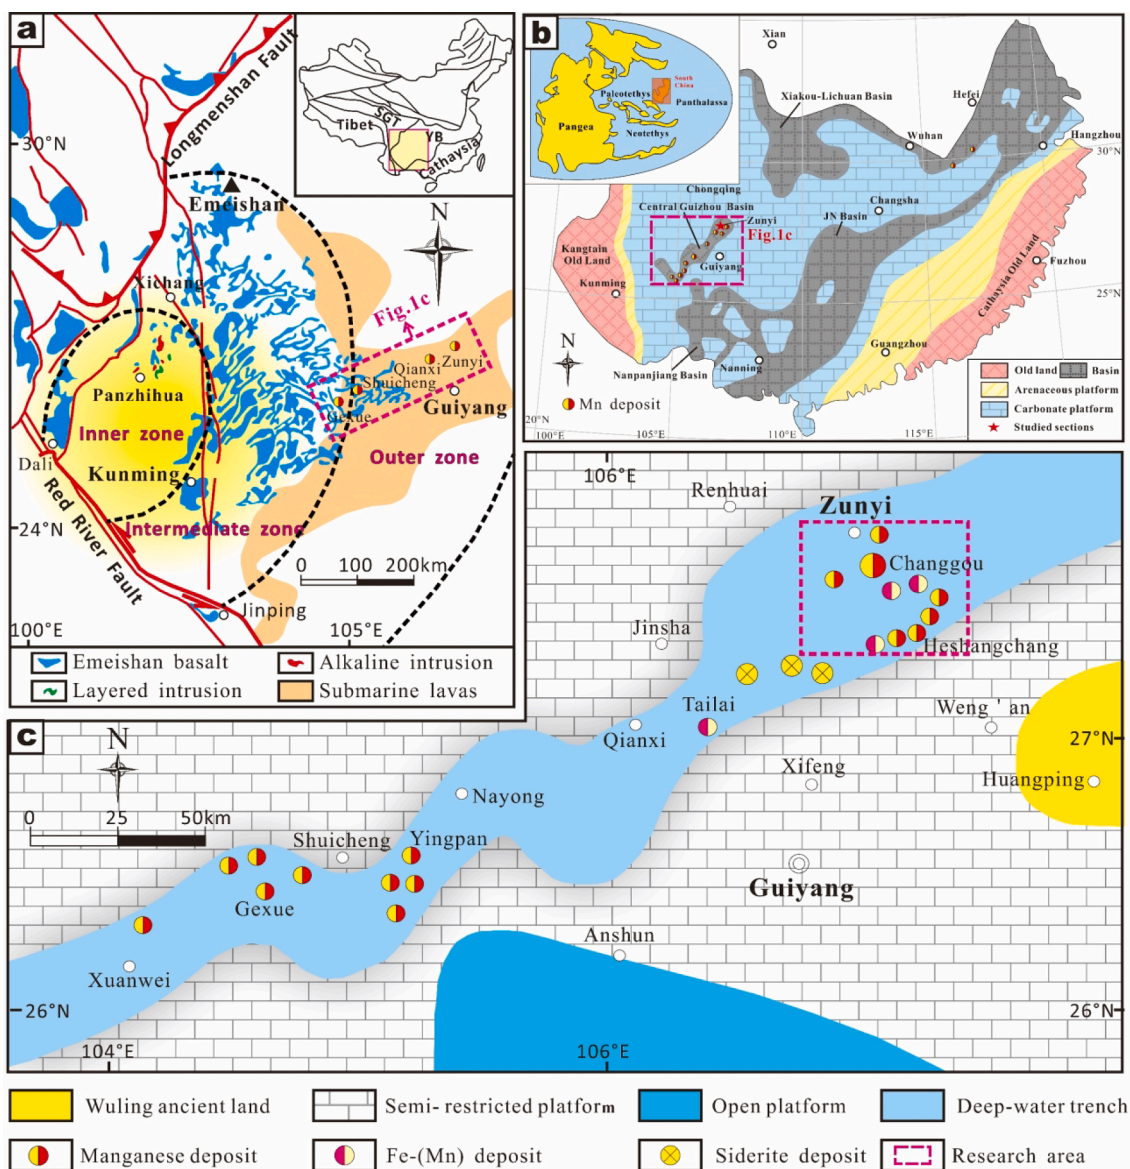 a
Longmenshan Fault
SGT
Tibet
YB
Cathaysia
30°N
Emeishan
N
Xichang
Fig.1c
Zunyi
Qianxi
Shuicheng
Panzhihua
Gexue
Guiyang
Inner zone
Outer zone
Dali
Kunming
Red River Fault
24°N
Intermediate zone
0 100 200km
Jinping
100°E
105°E
Emeishan basalt
Alkaline intrusion
Layered intrusion
Submarine lavas
b
Xian
South
China
Paleotethys
Panthalassa
Pangea
Neotethys
Xiakou-Lichuan Basin
Hefei
Wuhan
Hangzhou
30°N
Chongqing
Central Guizhou Basin
Changsha
Zunyi
JN Basin
Fig.1c
Kangtain
Old Land
Guiyang
Kunming
Cathaysia Old Land
Fuzhou
25°N
Guangzhou
N
Nanpanjiang Basin
Nanning
Mn deposit
Old land
Basin
Arenaceous platform
Carbonate platform
Studied sections
20°N
100°E
105°E
110°E
115°E
c
106°E
Renhuai
Zunyi
Changgou
Jinsha
Heshangchang
Tailai
Weng'an
Qianxi
27°N
N
Xifeng
Huangping
Nayong
0 25 50km
Shuicheng
Yingpan
Guiyang
Gexue
Anshun
Xuanwei
26°N
26°N
104°E
106°E
Wuling ancient land
Semi-restricted platform
Open platform
Deep-water trench
Manganese deposit
Fe-(Mn) deposit
Siderite deposit
Research area